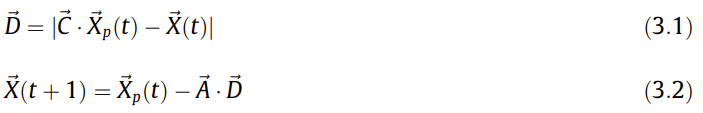 D⃗ = |C⃗ · X⃗ₚ(t) − X⃗(t)| (3.1)
X⃗(t + 1) = X⃗ₚ(t) − A⃗ · D⃗ (3.2)